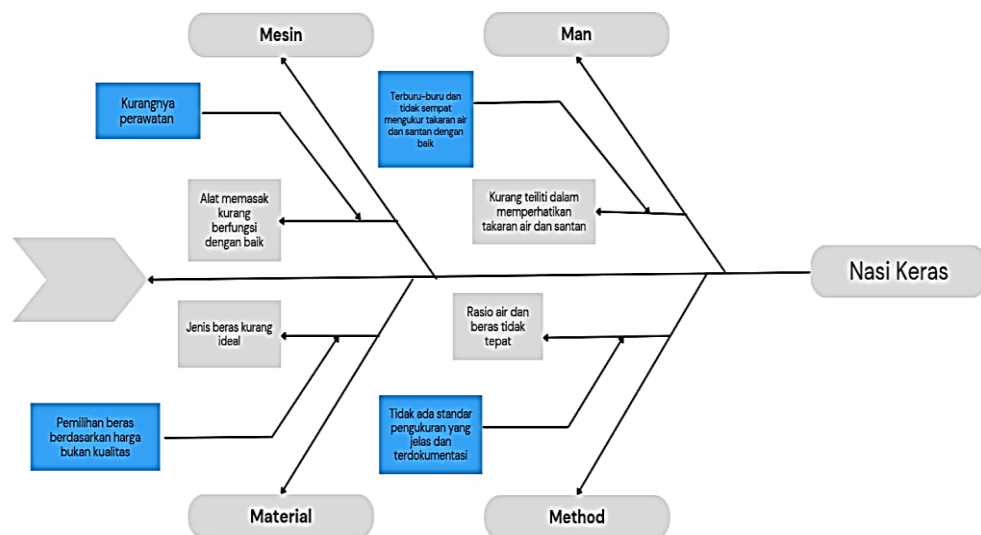 Mesin
Man
Kurangnya
perawatan
Terburu-buru dan
tidak sempat
mengukur takaran air
dan santan dengan
baik
Alat memasak
kurang
berfungsi
dengan baik
Kurang teiliti dalam
memperhatikan
takaran air dan santan
Nasi Keras
Jenis beras kurang
ideal
Rasio air dan
beras tidak
tepat
Pemilihan beras
berdasarkan harga
bukan kualitas
Tidak ada standar
pengukuran yang
jelas dan
terdokumentasi
Material
Method